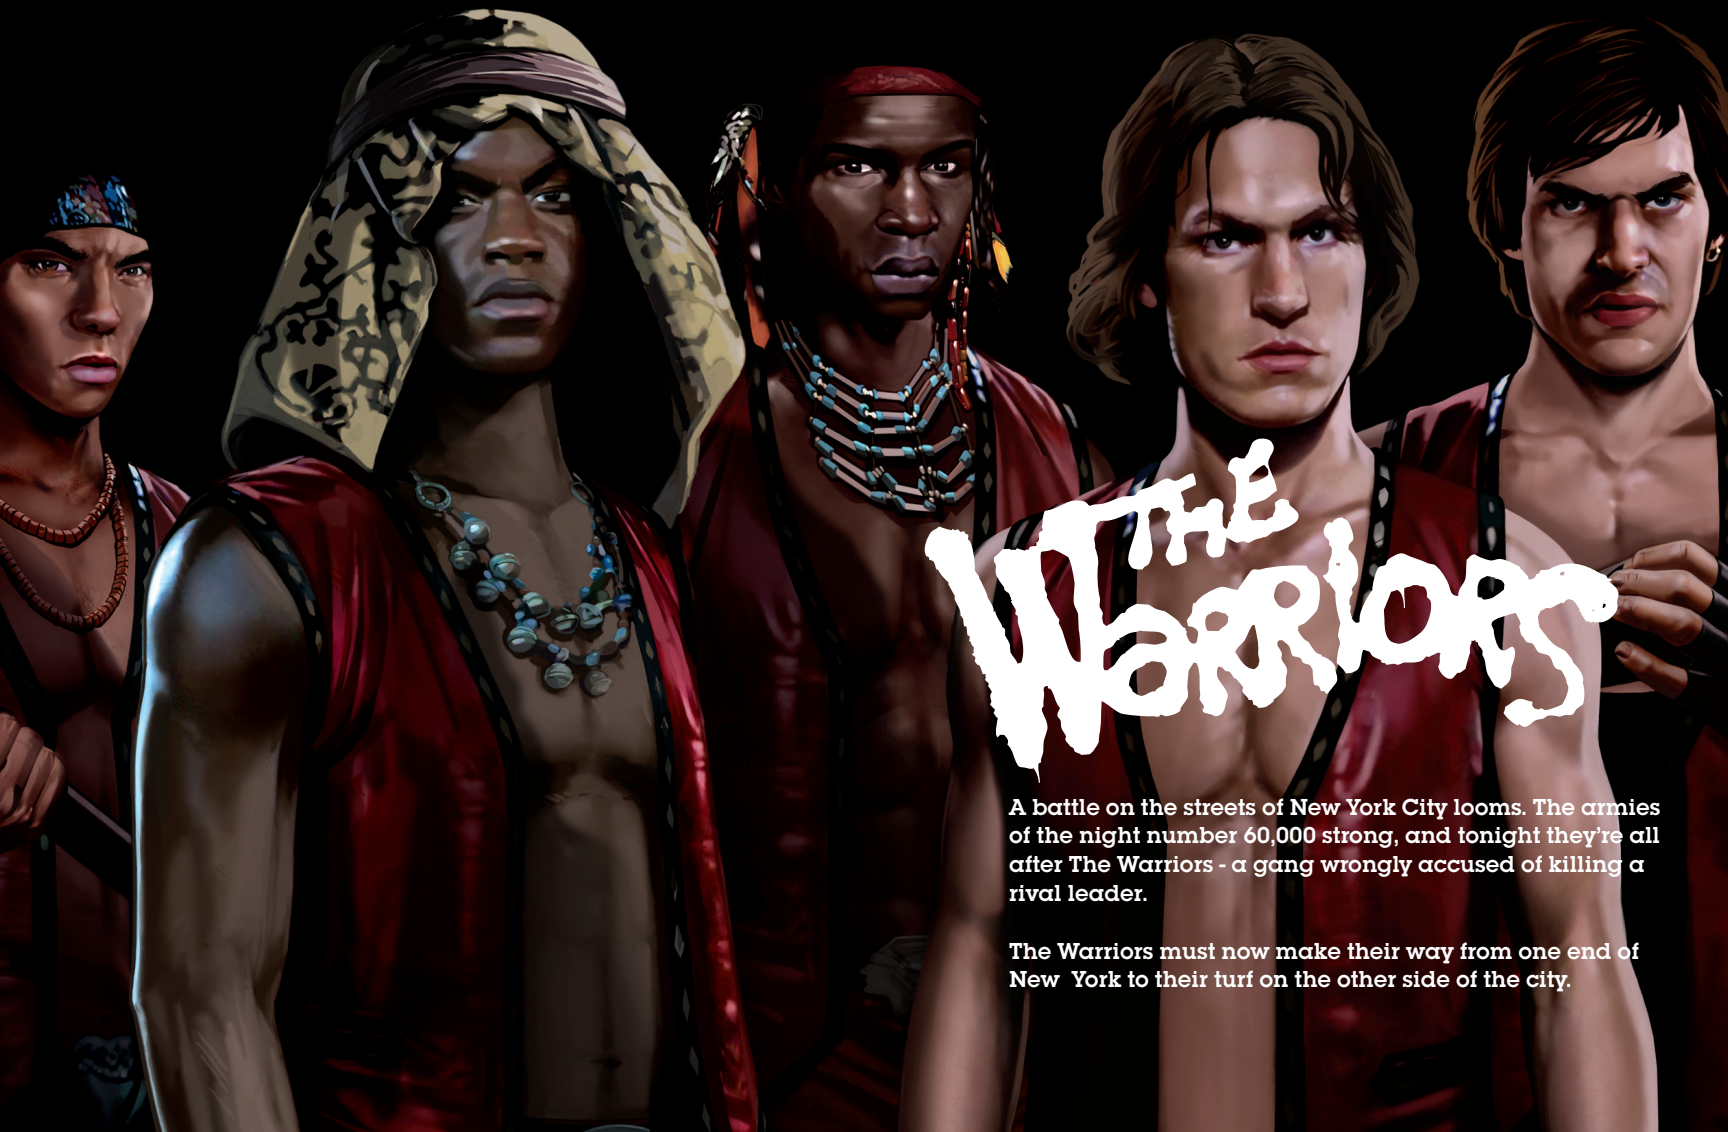 THE
WARRIORS
A battle on the streets of New York City looms. The armies
of the night number 60,000 strong, and tonight they’re all
after The Warriors - a gang wrongly accused of killing a
rival leader.
The Warriors must now make their way from one end of
New  York to their turf on the other side of the city.